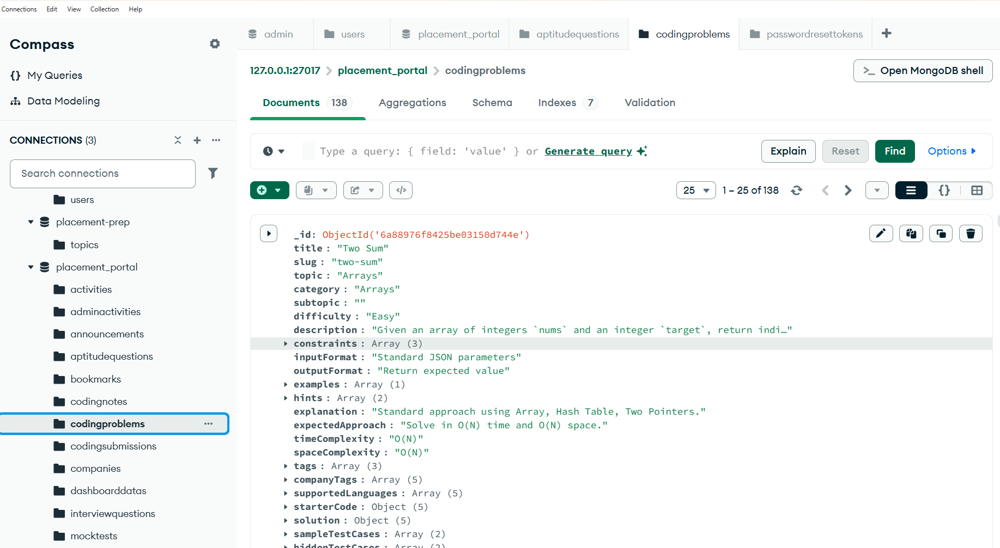 Connections Edit View Collection Help
Compass
My Queries
Data Modeling
CONNECTIONS (3)
Search connections
users
placement-prep
topics
placement_portal
activities
adminactivities
announcements
aptitudequestions
bookmarks
codingnotes
codingproblems
codingsubmissions
companies
dashboarddatas
interviewquestions
mocktests
admin users placement_portal aptitudequestions codingproblems passwordresettokens
127.0.0.1:27017 > placement_portal > codingproblems
>_ Open MongoDB shell
Documents 138 Aggregations Schema Indexes 7 Validation
Type a query: { field: 'value' } or Generate query
Explain Reset Find Options
25 1 – 25 of 138
_id: ObjectId('6a88976f8425be03150d744e')
title : "Two Sum"
slug : "two-sum"
topic : "Arrays"
category : "Arrays"
subtopic : ""
difficulty : "Easy"
description : "Given an array of integers `nums` and an integer `target`, return indi…"
constraints : Array (3)
inputFormat : "Standard JSON parameters"
outputFormat : "Return expected value"
examples : Array (1)
hints : Array (2)
explanation : "Standard approach using Array, Hash Table, Two Pointers."
expectedApproach : "Solve in O(N) time and O(N) space."
timeComplexity : "O(N)"
spaceComplexity : "O(N)"
tags : Array (3)
companyTags : Array (5)
supportedLanguages : Array (5)
starterCode : Object (5)
solution : Object (5)
sampleTestCases : Array (2)
hiddenTestCases : Array (2)